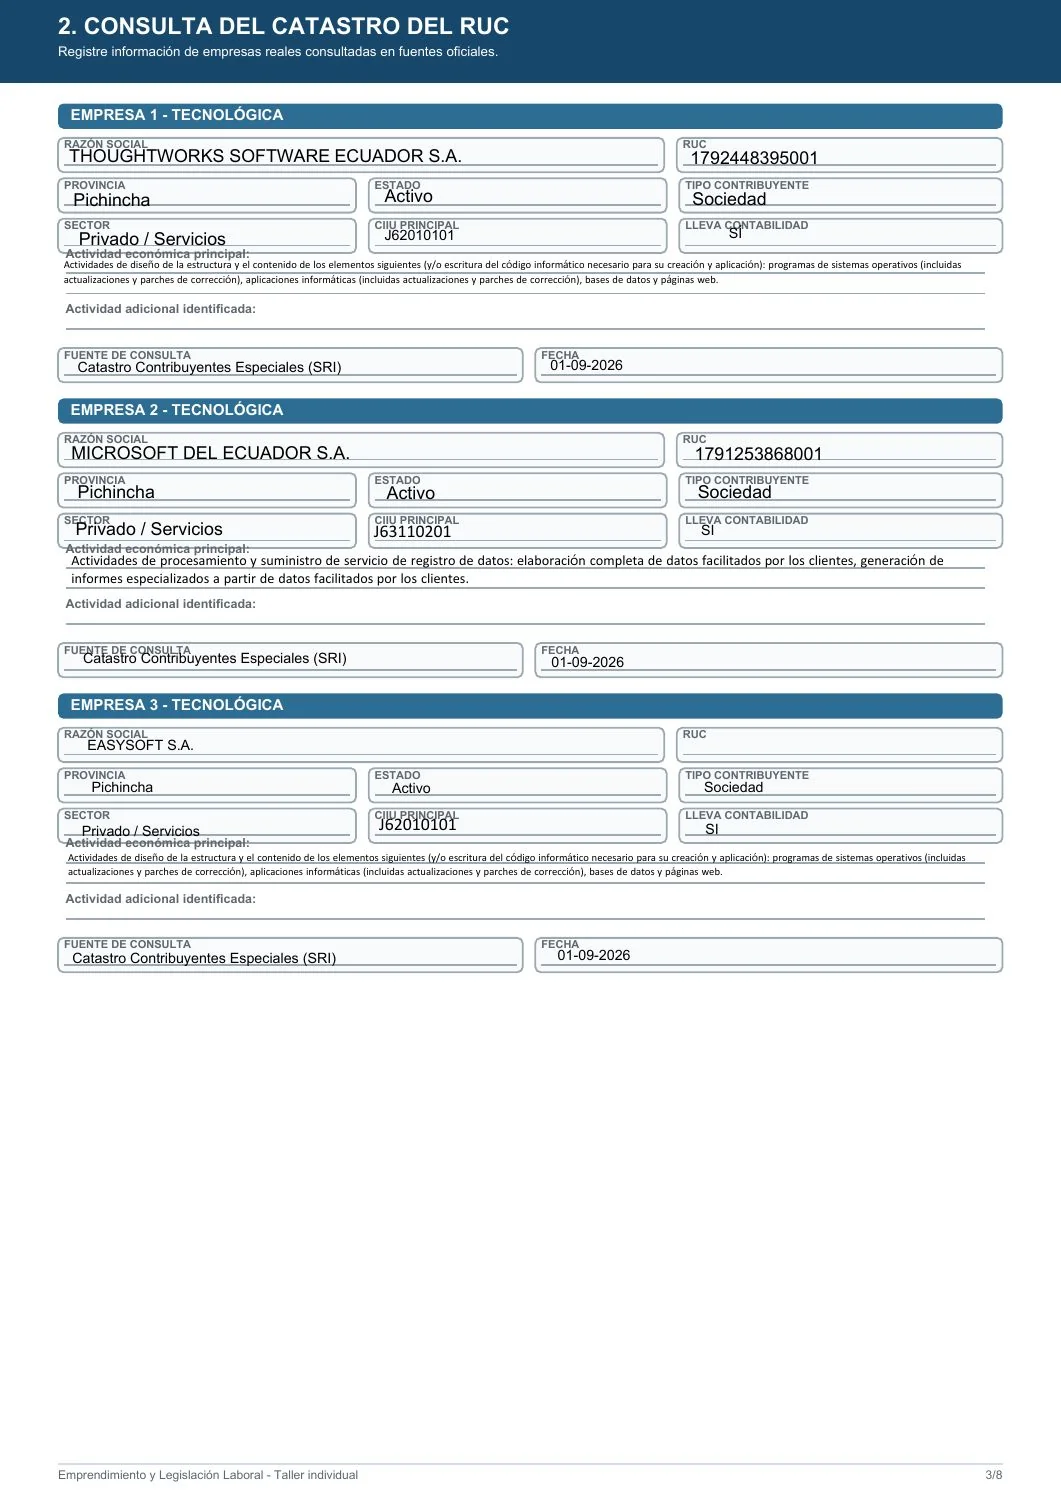 2. CONSULTA DEL CATASTRO DEL RUC
Registre información de empresas reales consultadas en fuentes oficiales.
EMPRESA 1 - TECNOLÓGICA
RAZÓN SOCIAL
THOUGHTWORKS SOFTWARE ECUADOR S.A.
RUC
1792448395001
PROVINCIA
Pichincha
ESTADO
Activo
TIPO CONTRIBUYENTE
Sociedad
SECTOR
Privado / Servicios
CIIU PRINCIPAL
J62010101
LLEVA CONTABILIDAD
SI
Actividad económica principal:
Actividades de diseño de la estructura y el contenido de los elementos siguientes (y/o escritura del código informático necesario para su creación y aplicación): programas de sistemas operativos (incluidas
actualizaciones y parches de corrección), aplicaciones informáticas (incluidas actualizaciones y parches de corrección), bases de datos y páginas web.
Actividad adicional identificada:
FUENTE DE CONSULTA
Catastro Contribuyentes Especiales (SRI)
FECHA
01-09-2026
EMPRESA 2 - TECNOLÓGICA
RAZÓN SOCIAL
MICROSOFT DEL ECUADOR S.A.
RUC
1791253868001
PROVINCIA
Pichincha
ESTADO
Activo
TIPO CONTRIBUYENTE
Sociedad
SECTOR
Privado / Servicios
CIIU PRINCIPAL
J63110201
LLEVA CONTABILIDAD
SI
Actividad económica principal:
Actividades de procesamiento y suministro de servicio de registro de datos: elaboración completa de datos facilitados por los clientes, generación de
informes especializados a partir de datos facilitados por los clientes.
Actividad adicional identificada:
FUENTE DE CONSULTA
Catastro Contribuyentes Especiales (SRI)
FECHA
01-09-2026
EMPRESA 3 - TECNOLÓGICA
RAZÓN SOCIAL
EASYSOFT S.A.
RUC
PROVINCIA
Pichincha
ESTADO
Activo
TIPO CONTRIBUYENTE
Sociedad
SECTOR
Privado / Servicios
CIIU PRINCIPAL
J62010101
LLEVA CONTABILIDAD
SI
Actividad económica principal:
Actividades de diseño de la estructura y el contenido de los elementos siguientes (y/o escritura del código informático necesario para su creación y aplicación): programas de sistemas operativos (incluidas
actualizaciones y parches de corrección), aplicaciones informáticas (incluidas actualizaciones y parches de corrección), bases de datos y páginas web.
Actividad adicional identificada:
FUENTE DE CONSULTA
Catastro Contribuyentes Especiales (SRI)
FECHA
01-09-2026
Emprendimiento y Legislación Laboral - Taller individual
3/8